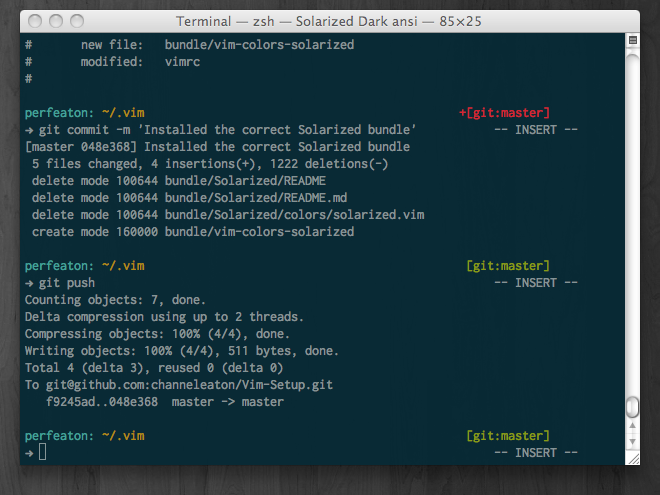 Terminal — zsh — Solarized Dark ansi — 85×25
#       new file:   bundle/vim-colors-solarized
#       modified:   vimrc
#
perfeaton: ~/.vim                                             +[git:master]
→ git commit -m 'Installed the correct Solarized bundle'           -- INSERT --
[master 048e368] Installed the correct Solarized bundle
 5 files changed, 4 insertions(+), 1222 deletions(-)
 delete mode 100644 bundle/Solarized/README
 delete mode 100644 bundle/Solarized/README.md
 delete mode 100644 bundle/Solarized/colors/solarized.vim
 create mode 160000 bundle/vim-colors-solarized
perfeaton: ~/.vim                                              [git:master]
→ git push                                                         -- INSERT --
Counting objects: 7, done.
Delta compression using up to 2 threads.
Compressing objects: 100% (4/4), done.
Writing objects: 100% (4/4), 511 bytes, done.
Total 4 (delta 3), reused 0 (delta 0)
To git@github.com:channeleaton/Vim-Setup.git
   f9245ad..048e368  master -> master
perfeaton: ~/.vim                                              [git:master]
→                                                                  -- INSERT --